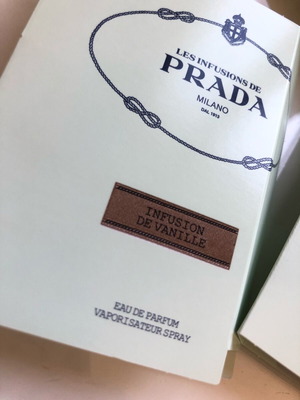 LES INFUSIONS DE
PRADA
MILANO
DAL 1913
INFUSION
DE VANILLE
EAU DE PARFUM
VAPORISATEUR SPRAY